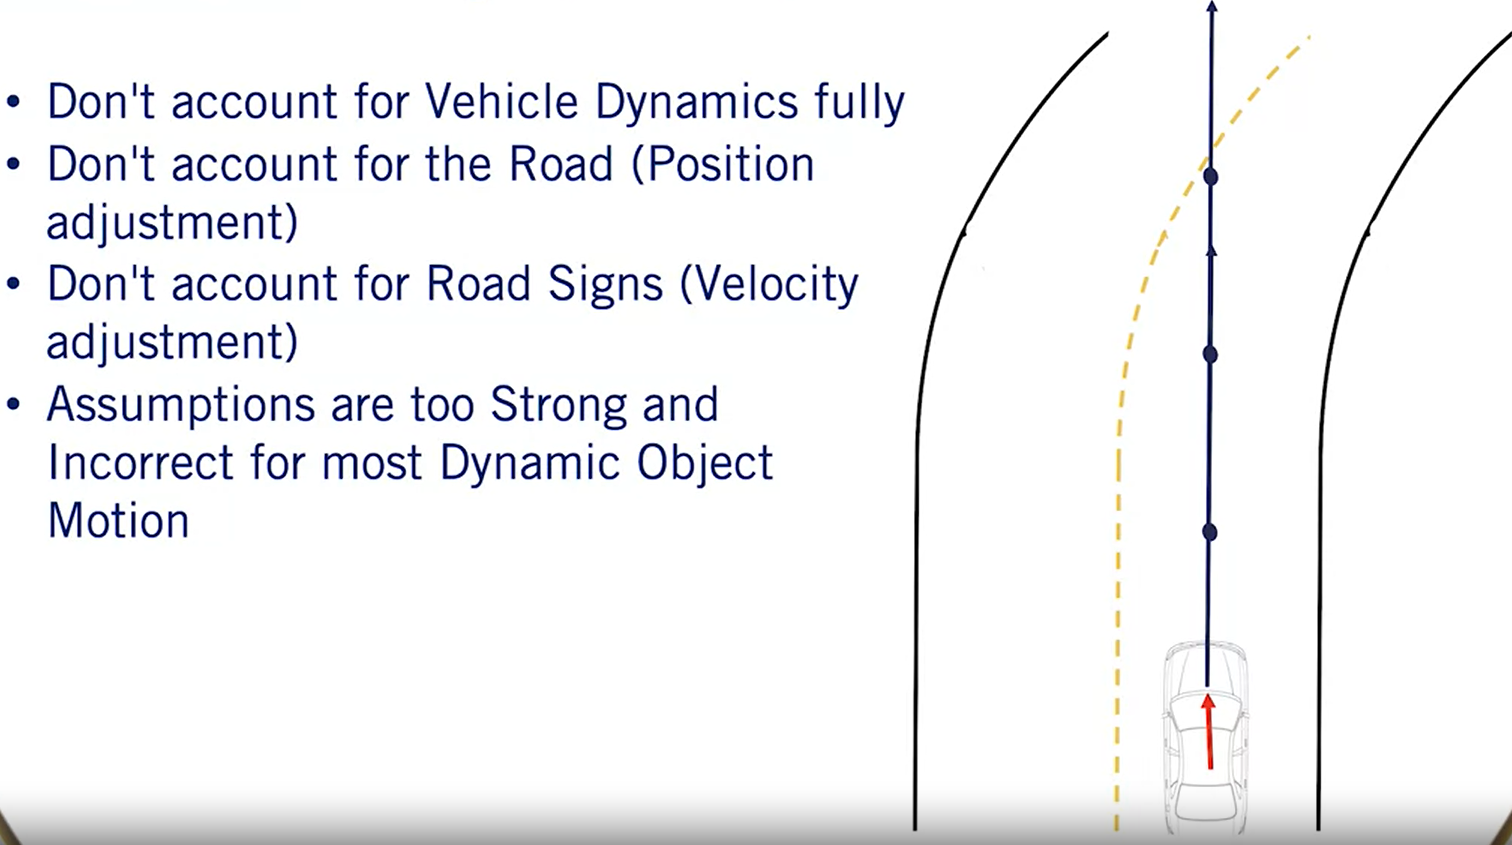 • Don't account for Vehicle Dynamics fully
• Don't account for the Road (Position
adjustment)
• Don't account for Road Signs (Velocity
adjustment)
• Assumptions are too Strong and
Incorrect for most Dynamic Object
Motion